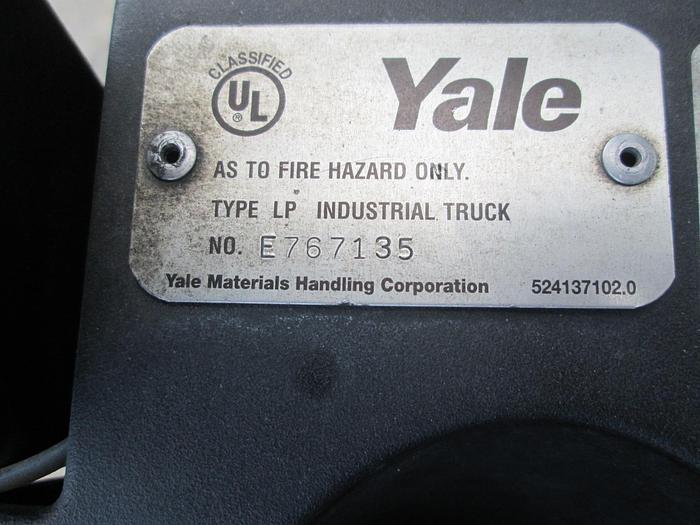 CLASSIFIED
UL
®
Yale
AS TO FIRE HAZARD ONLY.
TYPE LP INDUSTRIAL TRUCK
NO. E767135
Yale Materials Handling Corporation 524137102.0